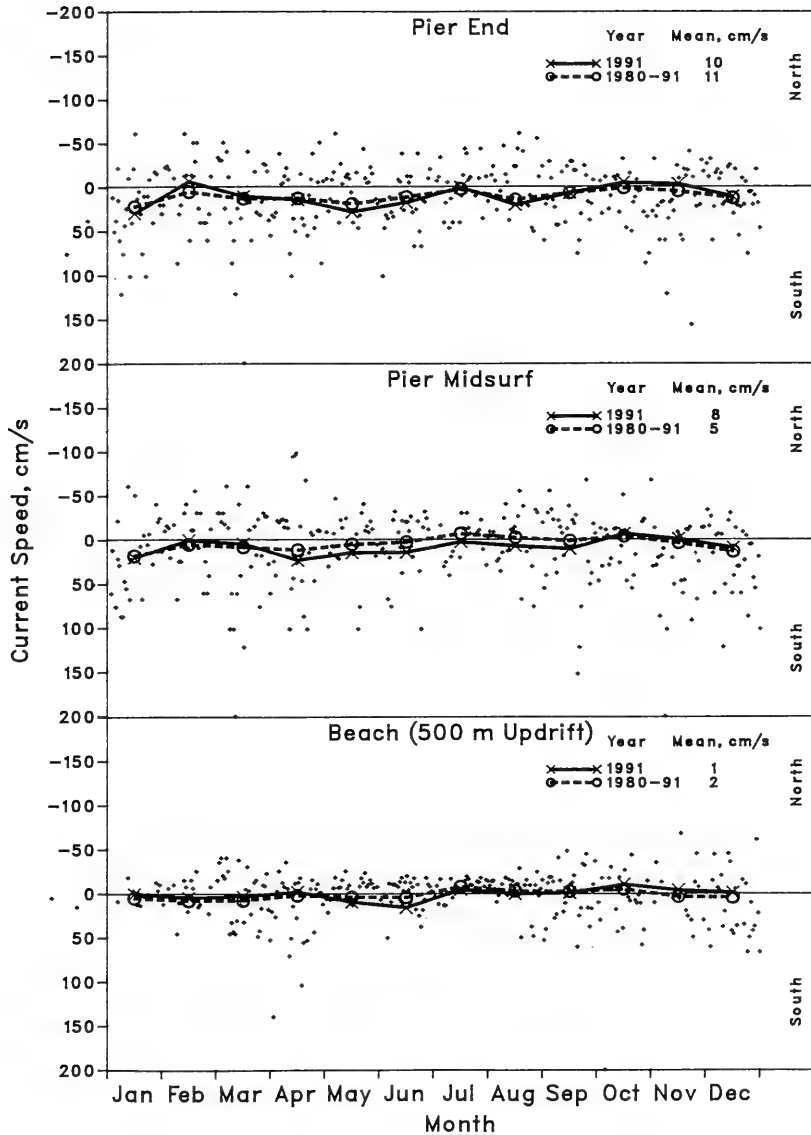 Pier End
Year Mean, cm/s
1991 10
1980-91 11
North
South
-200
-150
-100
-50
0
50
100
150
200
Pier Midsurf
Year Mean, cm/s
1991 8
1980-91 5
North
South
-150
-100
-50
0
50
100
150
200
Current Speed, cm/s
Beach (500 m Updrift)
Year Mean, cm/s
1991 1
1980-91 2
North
South
-150
-100
-50
0
50
100
150
200
Jan Feb Mar Apr May Jun Jul Aug Sep Oct Nov Dec
Month